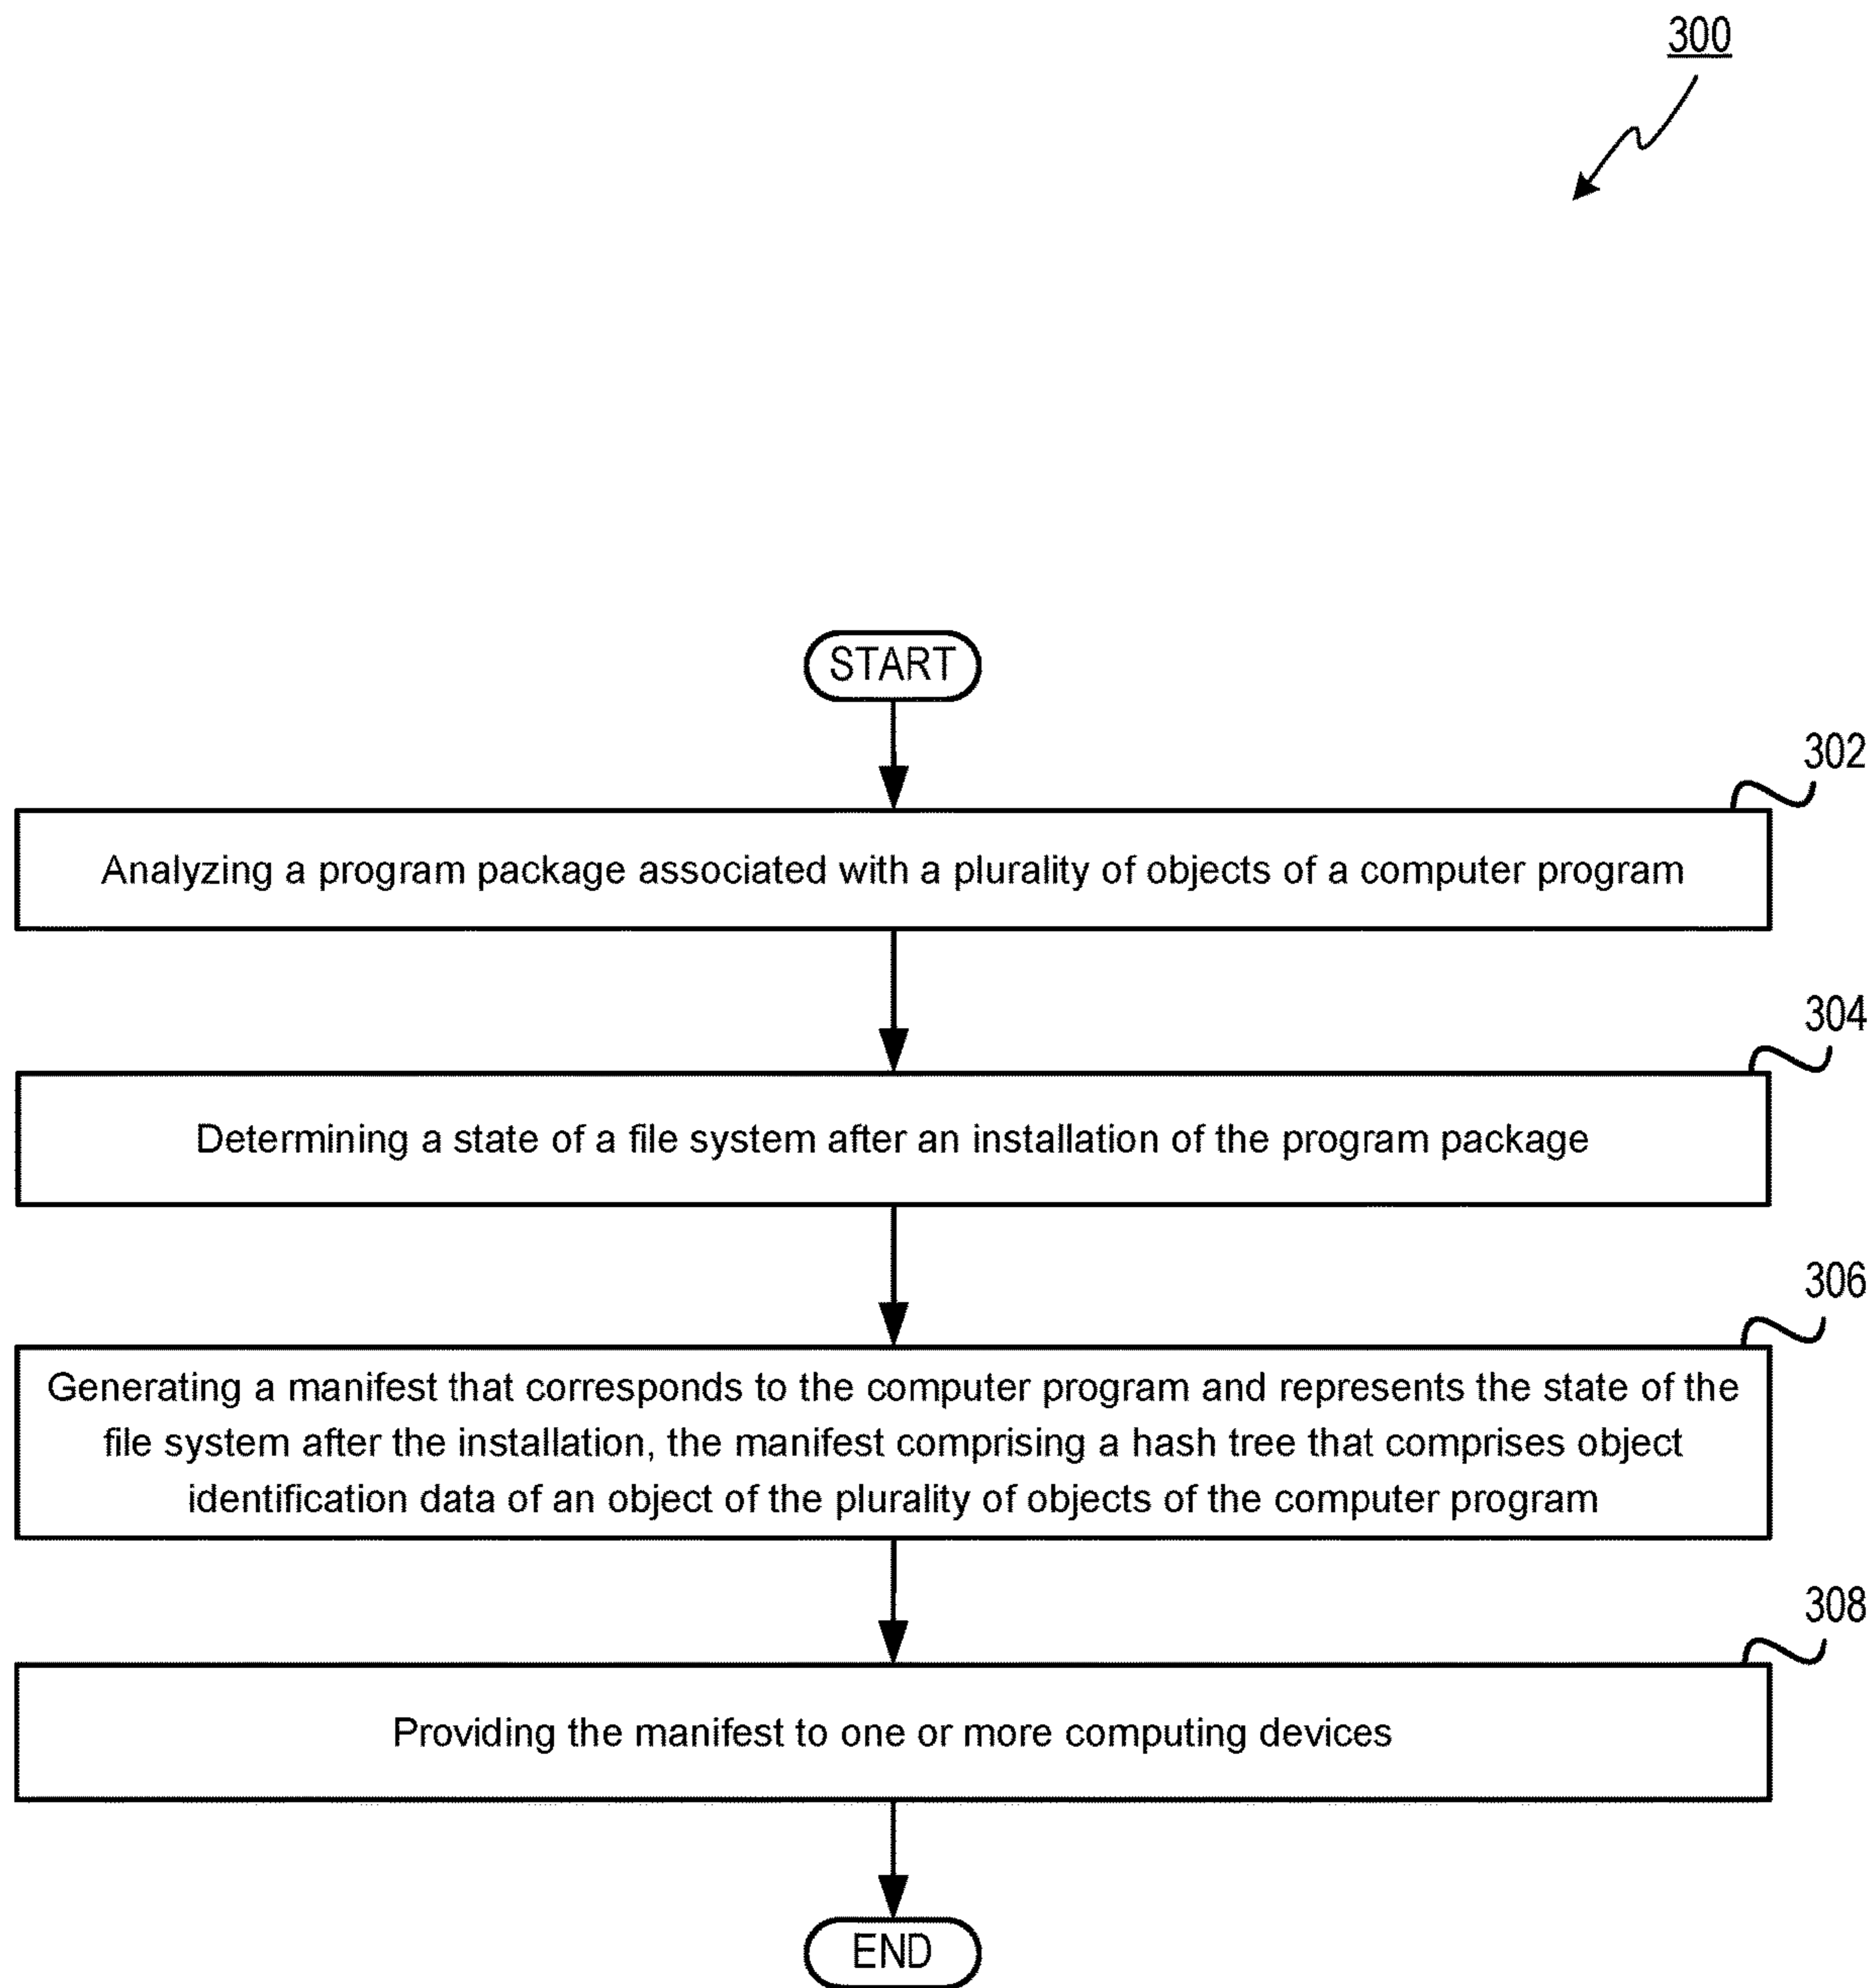 300
START
302
Analyzing a program package associated with a plurality of objects of a computer program
304
Determining a state of a file system after an installation of the program package
306
Generating a manifest that corresponds to the computer program and represents the state of the
file system after the installation, the manifest comprising a hash tree that comprises object
identification data of an object of the plurality of objects of the computer program
308
Providing the manifest to one or more computing devices
END